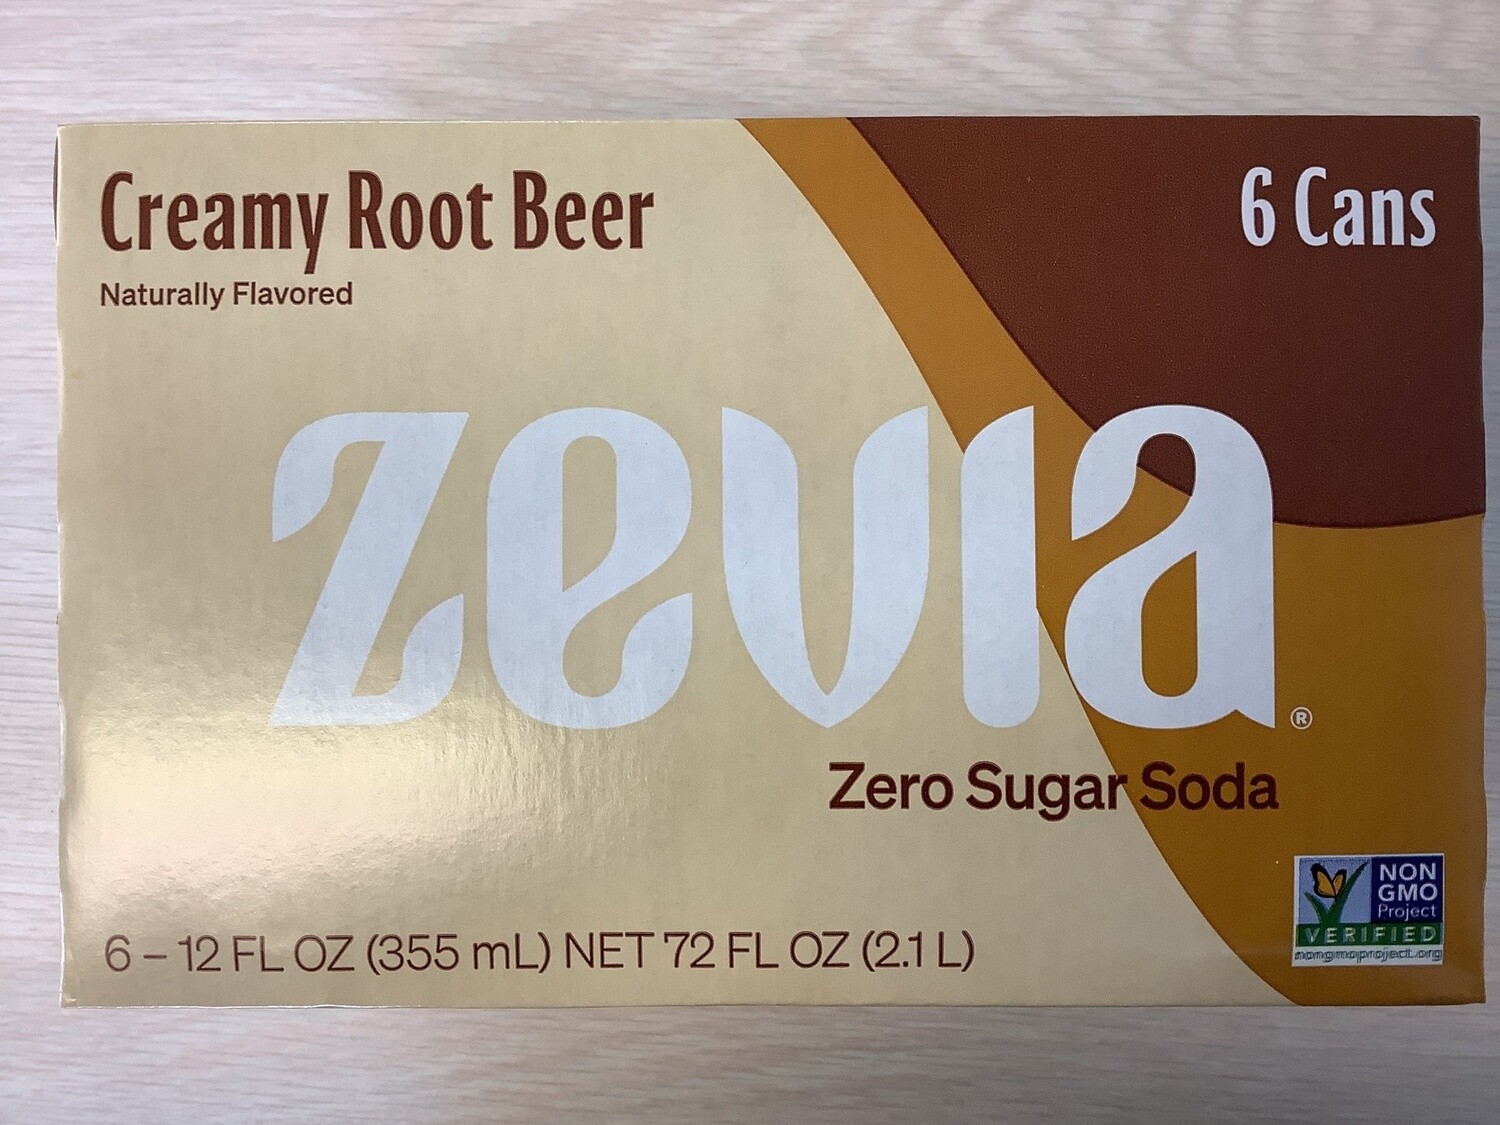 Creamy Root Beer
6 Cans
Naturally Flavored
zevia®
Zero Sugar Soda
NON
GMO
Project
VERIFIED
nongmoproject.org
6 – 12 FL OZ (355 mL) NET 72 FL OZ (2.1 L)